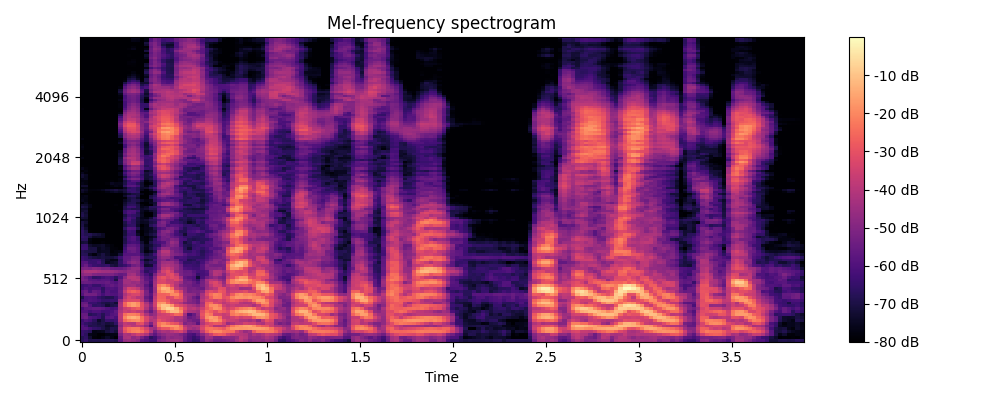 Mel-frequency spectrogram
Hz
4096
2048
1024
512
0
0 0.5 1 1.5 2 2.5 3 3.5
Time
-10 dB
-20 dB
-30 dB
-40 dB
-50 dB
-60 dB
-70 dB
-80 dB